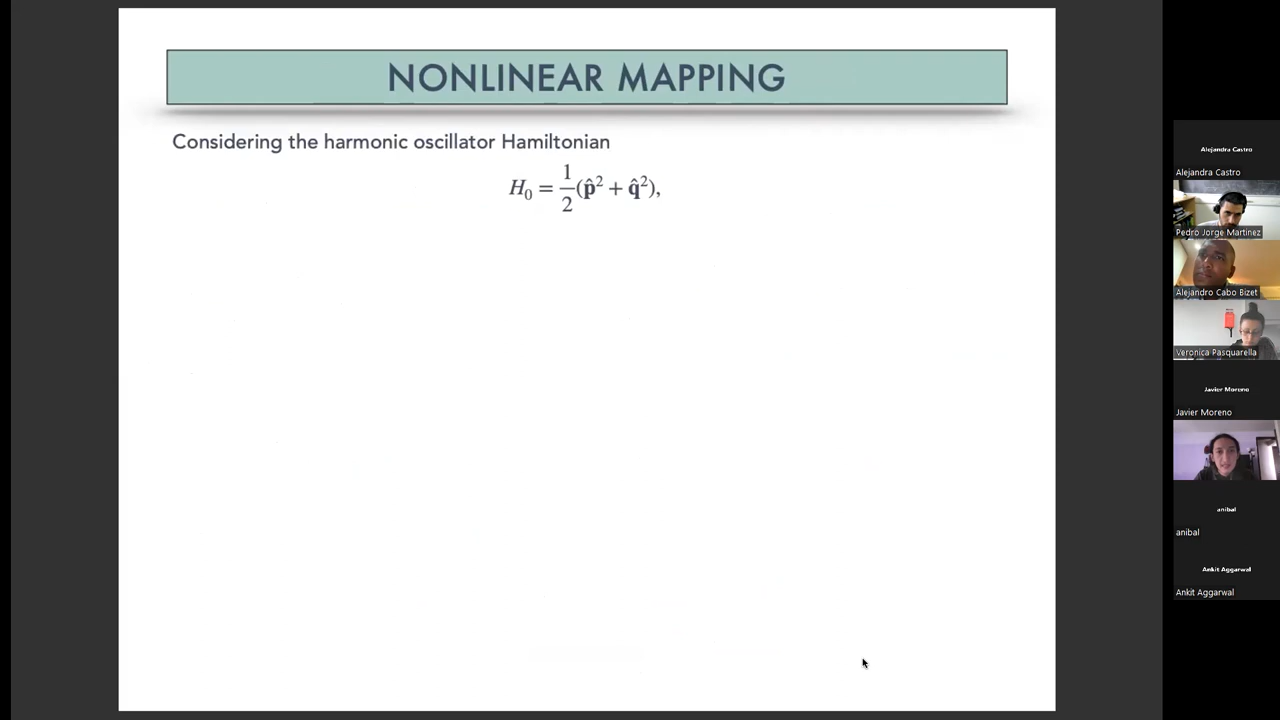 NONLINEAR MAPPING
Considering the harmonic oscillator Hamiltonian
H₀ = 1/2 (p̂² + q̂²),
Alejandra Castro
Alejandra Castro
Pedro Jorge Martinez
Alejandro Cabo Bizet
Veronica Pasquarella
Javier Moreno
Javier Moreno
anibal
anibal
Ankit Aggarwal
Ankit Aggarwal